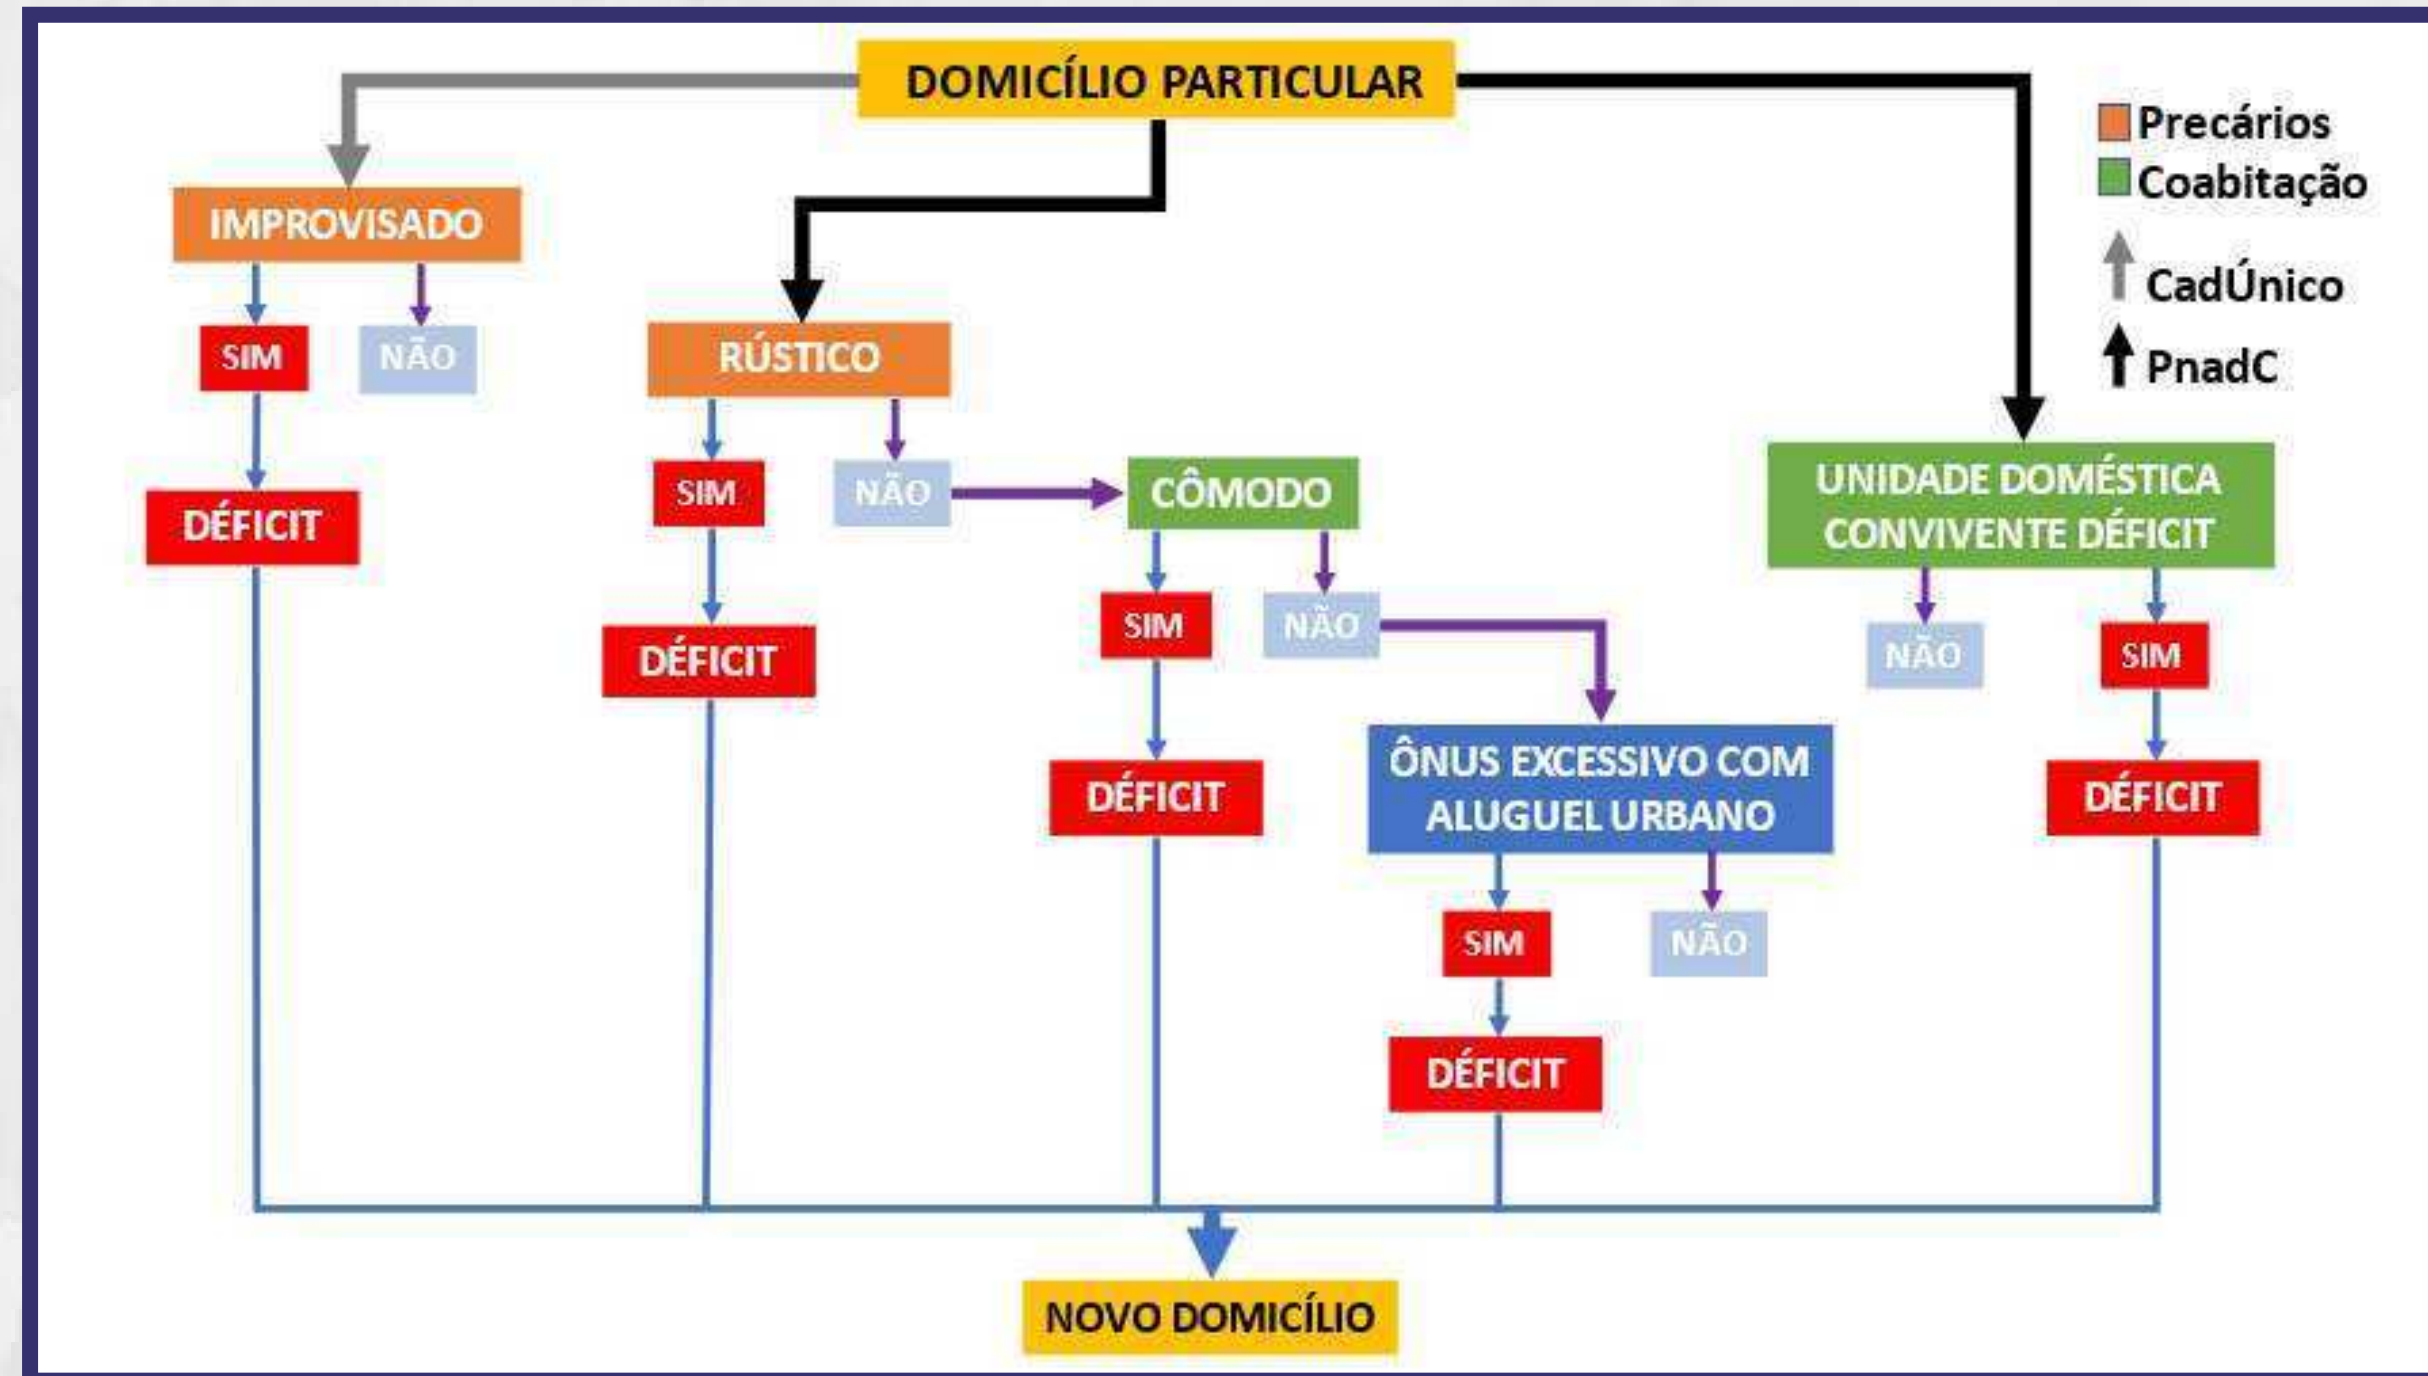 DOMICÍLIO PARTICULAR
Precários
Coabitação
CadÚnico
PnadC
IMPROVISADO
SIM
NÃO
DÉFICIT
RÚSTICO
SIM
NÃO
DÉFICIT
CÔMODO
SIM
NÃO
DÉFICIT
ÔNUS EXCESSIVO COM
ALUGUEL URBANO
SIM
NÃO
DÉFICIT
UNIDADE DOMÉSTICA
CONVIVENTE DÉFICIT
NÃO
SIM
DÉFICIT
NOVO DOMICÍLIO